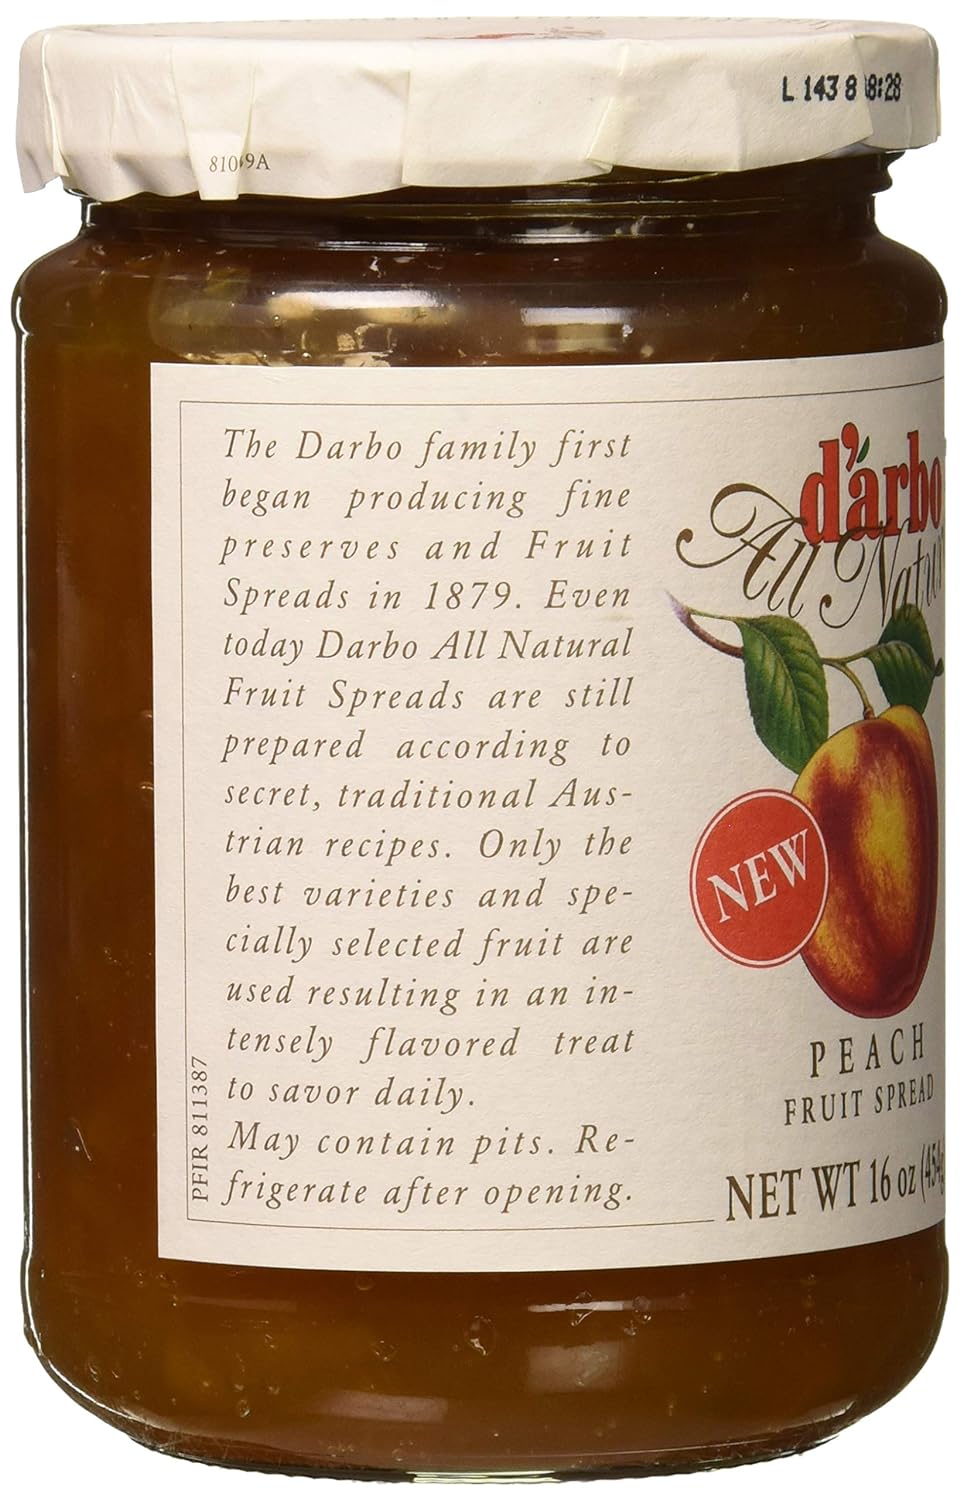 L 143 8 08:28
The Darbo family first
began producing fine
preserves and Fruit
Spreads in 1879. Even
today Darbo All Natural
Fruit Spreads are still
prepared according to
secret, traditional Aus-
trian recipes. Only the
best varieties and spe-
cially selected fruit are
used resulting in an in-
tensely flavored treat
to savor daily.
May contain pits. Re-
frigerate after opening.
PFIR 811387
d'arbo
All Natur
NEW
PEACH
FRUIT SPREAD
NET WT 16 oz (454g